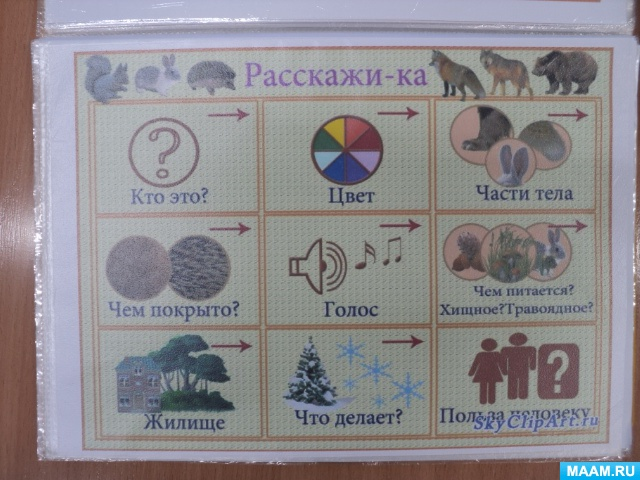 Расскажи-ка
Кто это?
Цвет
Части тела
Чем покрыто?
Голос
Чем питается?
Хищное?Травоядное?
Жилище
Что делает?
Польза человеку
SkyClipArt.ru
MAAM.RU